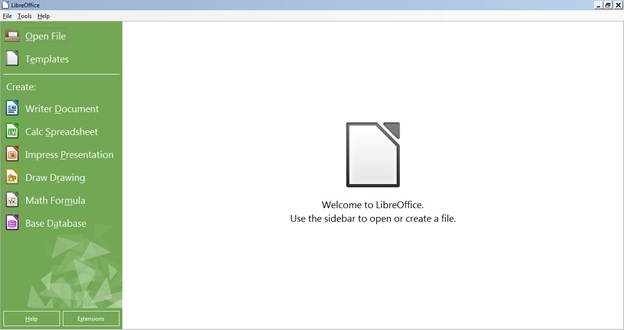 LibreOffice
File Tools Help
Open File
Templates
Create:
Writer Document
Calc Spreadsheet
Impress Presentation
Draw Drawing
Math Formula
Base Database
Welcome to LibreOffice.
Use the sidebar to open or create a file.
Help Extensions